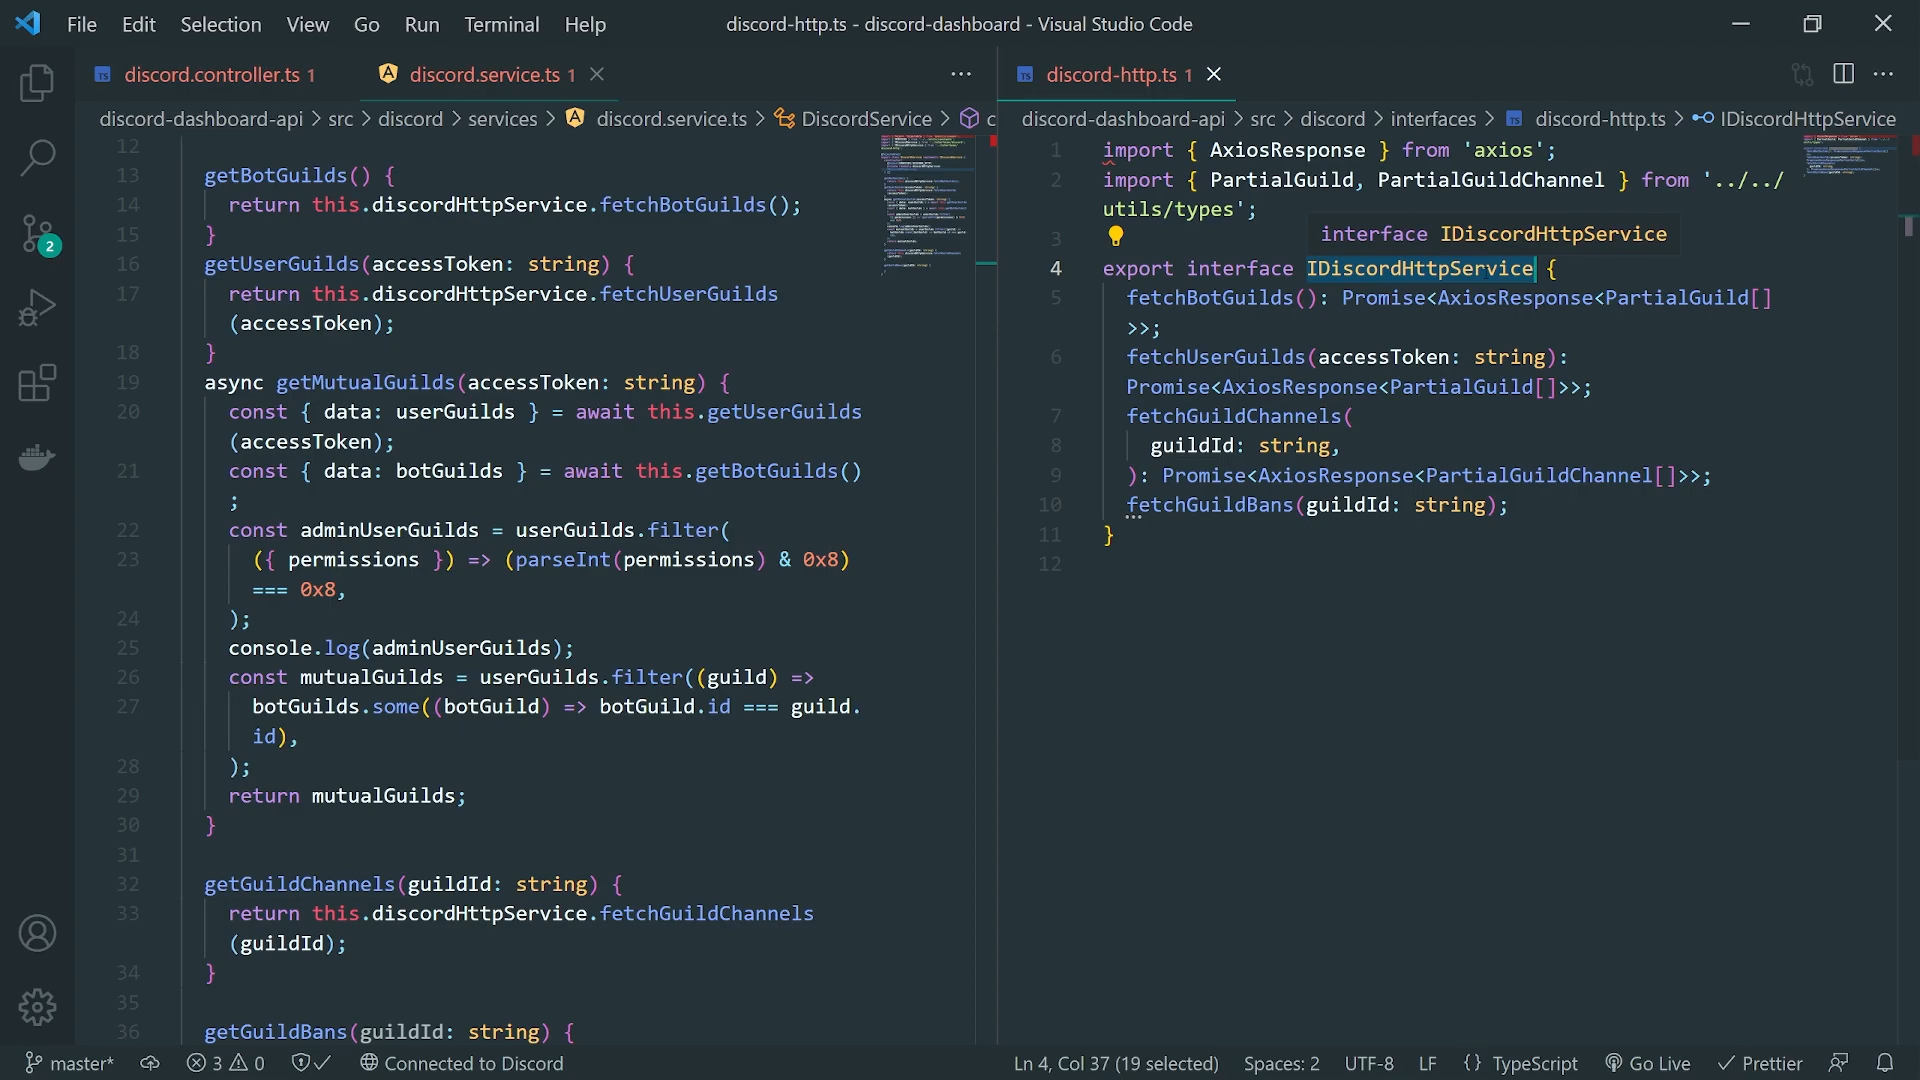 File Edit Selection View Go Run Terminal Help
discord-http.ts - discord-dashboard - Visual Studio Code
discord.controller.ts 1
discord.service.ts 1
discord-dashboard-api > src > discord > services > discord.service.ts > DiscordService > c
12
13 getBotGuilds() {
14 return this.discordHttpService.fetchBotGuilds();
15 }
16 getUserGuilds(accessToken: string) {
17 return this.discordHttpService.fetchUserGuilds
(accessToken);
18 }
19 async getMutualGuilds(accessToken: string) {
20 const { data: userGuilds } = await this.getUserGuilds
(accessToken);
21 const { data: botGuilds } = await this.getBotGuilds()
;
22 const adminUserGuilds = userGuilds.filter(
23 ({ permissions }) => (parseInt(permissions) & 0x8)
=== 0x8,
24 );
25 console.log(adminUserGuilds);
26 const mutualGuilds = userGuilds.filter((guild) =>
27 botGuilds.some((botGuild) => botGuild.id === guild.
id),
28 );
29 return mutualGuilds;
30 }
31
32 getGuildChannels(guildId: string) {
33 return this.discordHttpService.fetchGuildChannels
(guildId);
34 }
35
36 getGuildBans(guildId: string) {
discord-http.ts 1
discord-dashboard-api > src > discord > interfaces > discord-http.ts > IDiscordHttpService
1 import { AxiosResponse } from 'axios';
2 import { PartialGuild, PartialGuildChannel } from '../../
utils/types';
3
interface IDiscordHttpService
4 export interface IDiscordHttpService {
5 fetchBotGuilds(): Promise<AxiosResponse<PartialGuild[]
>>;
6 fetchUserGuilds(accessToken: string):
Promise<AxiosResponse<PartialGuild[]>>;
7 fetchGuildChannels(
8 guildId: string,
9 ): Promise<AxiosResponse<PartialGuildChannel[]>>;
10 fetchGuildBans(guildId: string);
11 }
12
2
master* 3 0 Connected to Discord
Ln 4, Col 37 (19 selected) Spaces: 2 UTF-8 LF {} TypeScript Go Live Prettier